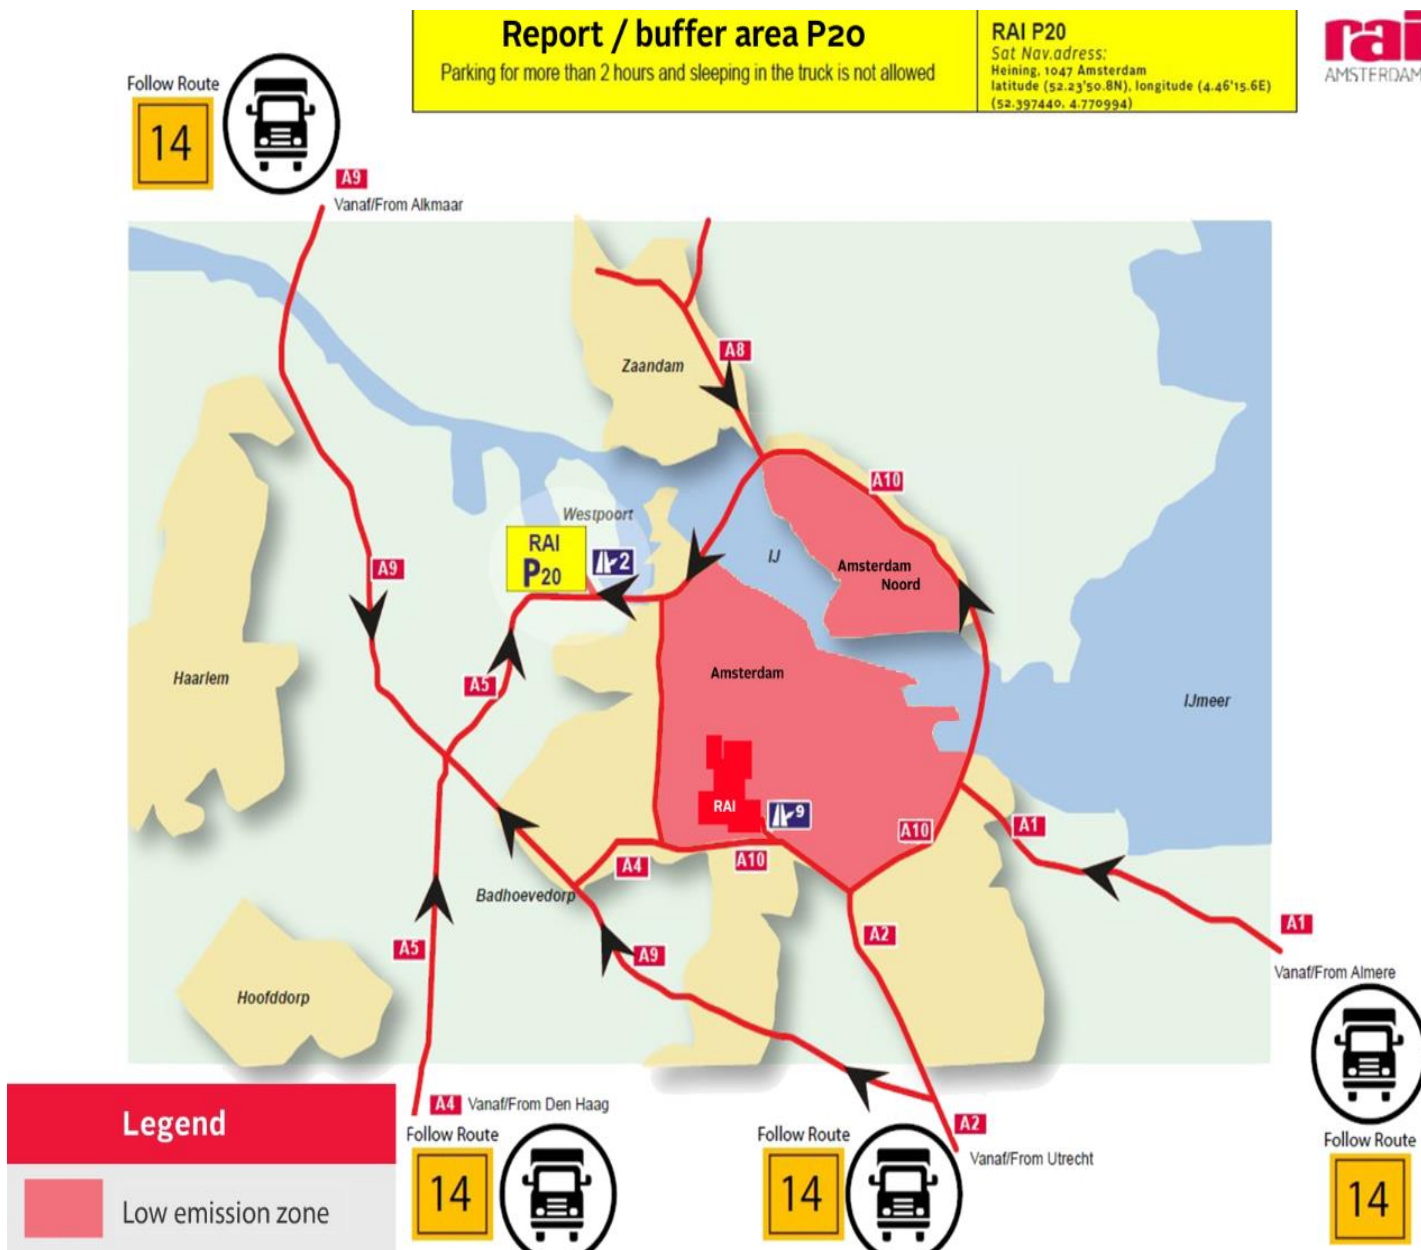 Report / buffer area P20
Parking for more than 2 hours and sleeping in the truck is not allowed
RAI P20
Sat Nav.adress:
Heining, 1047 Amsterdam
latitude (52.23'50.8N), longitude (4.46'15.6E)
(52.397440, 4.770994)
rai
AMSTERDAM
Follow Route
14
A9
Vanaf/From Alkmaar
Zaandam
A8
A10
Westpoort
RAI
P20
2
IJ
Amsterdam
Noord
A9
Haarlem
A5
Amsterdam
IJmeer
RAI
9
A10
A1
A4
A10
Badhoevedorp
A5
A9
A2
A1
Vanaf/From Almere
Hoofddorp
Follow Route
14
A4 Vanaf/From Den Haag
Follow Route
14
A2
Vanaf/From Utrecht
Follow Route
14
Legend
Low emission zone